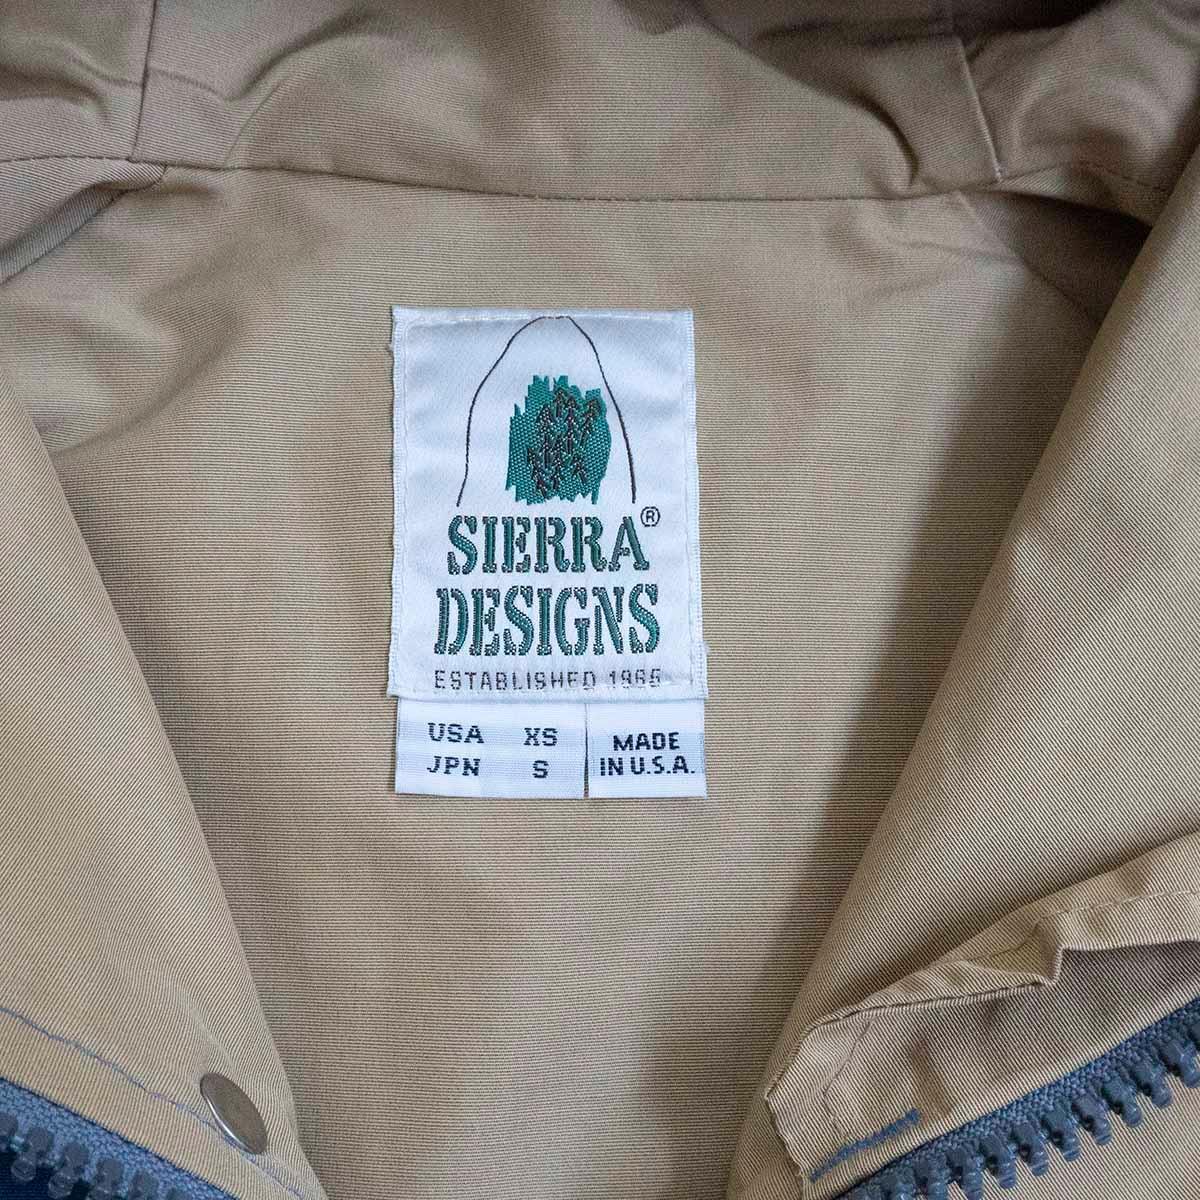 SIERRA®
DESIGNS
ESTABLISHED 1965
USA XS
JPN S
MADE
IN U.S.A.